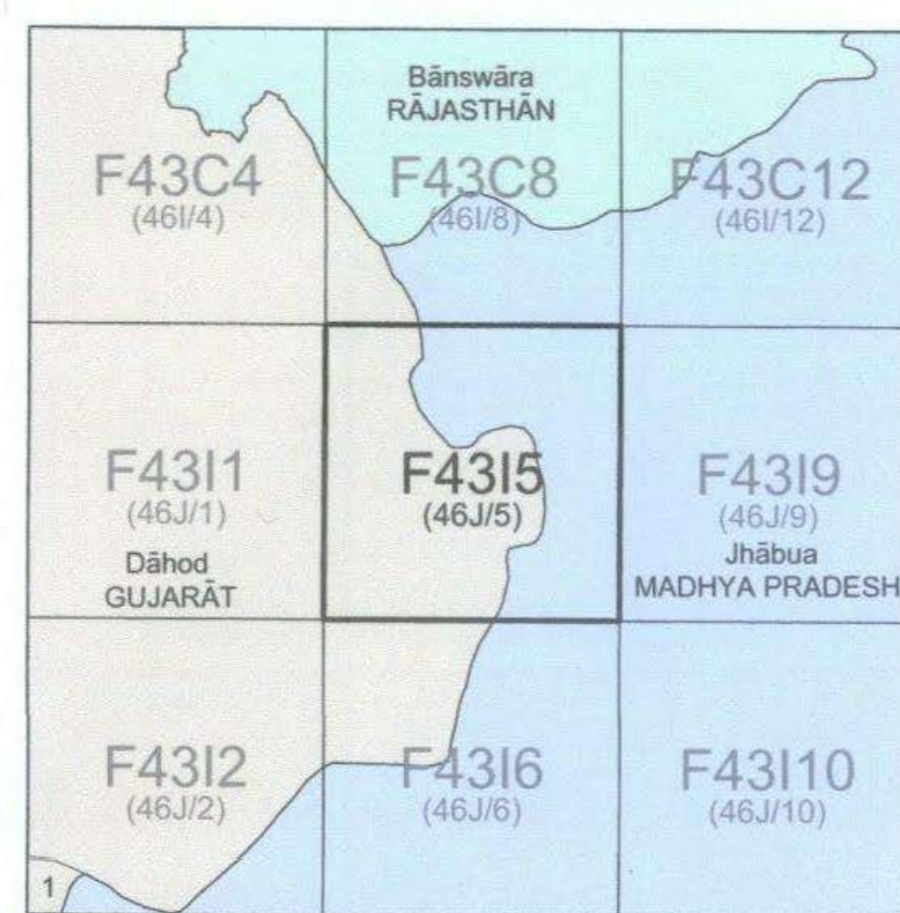 Bānswāra
RĀJASTHĀN
F43C4
(46I/4)
F43C8
(46I/8)
F43C12
(46I/12)
F43I1
(46J/1)
Dāhod
GUJARĀT
F43I5
(46J/5)
F43I9
(46J/9)
Jhābua
MADHYA PRADESH
F43I2
(46J/2)
F43I6
(46J/6)
F43I10
(46J/10)
1